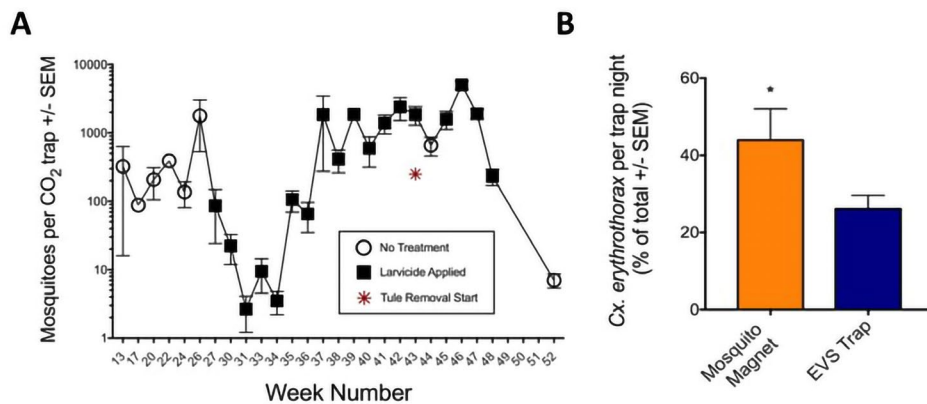 A
Mosquitoes per CO2 trap +/- SEM
10000
1000
100
10
1
No Treatment
Larvicide Applied
Tule Removal Start
13 17 20 22 24 26 27 30 31 33 34 35 36 37 38 39 40 41 42 43 44 45 46 47 48 49 50 51 52
Week Number
B
Cx. erythrothorax per trap night
(% of total +/- SEM)
60
40
20
0
*
Mosquito
Magnet
EVS Trap